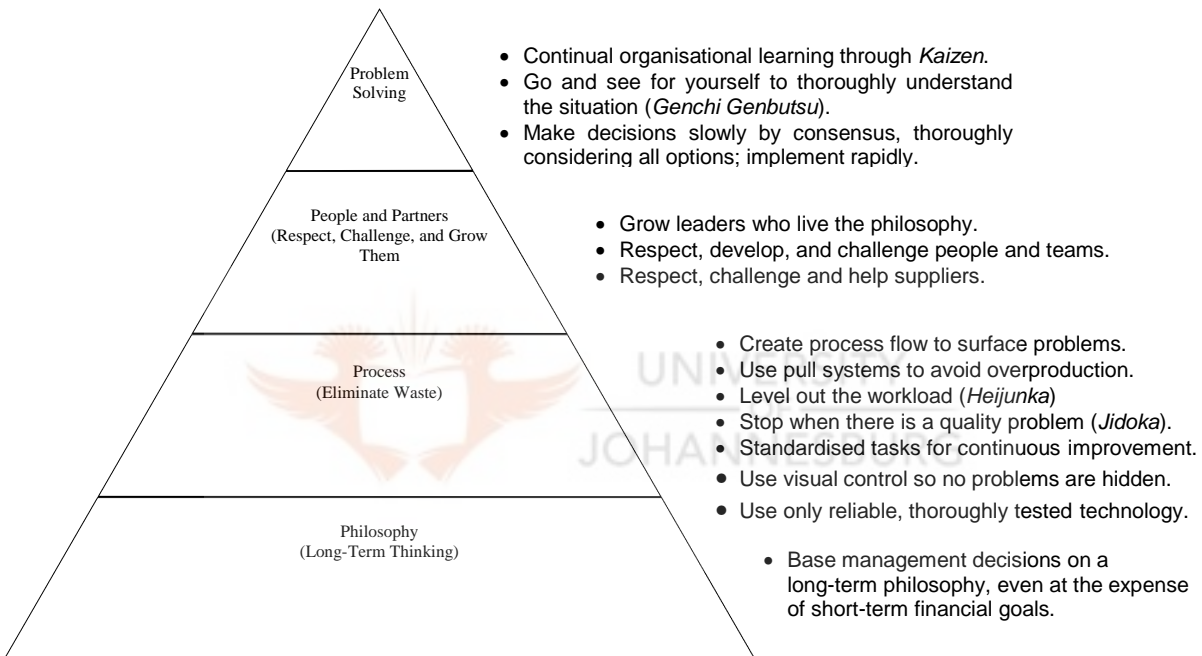 Problem
Solving
• Continual organisational learning through Kaizen.
• Go and see for yourself to thoroughly understand
the situation (Genchi Genbutsu).
• Make decisions slowly by consensus, thoroughly
considering all options; implement rapidly.
People and Partners
(Respect, Challenge, and Grow
Them
• Grow leaders who live the philosophy.
• Respect, develop, and challenge people and teams.
• Respect, challenge and help suppliers.
Process
(Eliminate Waste)
• Create process flow to surface problems.
• Use pull systems to avoid overproduction.
• Level out the workload (Heijunka)
• Stop when there is a quality problem (Jidoka).
• Standardised tasks for continuous improvement.
• Use visual control so no problems are hidden.
• Use only reliable, thoroughly tested technology.
UNIVERSITY
OF
JOHANNESBURG
Philosophy
(Long-Term Thinking)
• Base management decisions on a
long-term philosophy, even at the expense
of short-term financial goals.